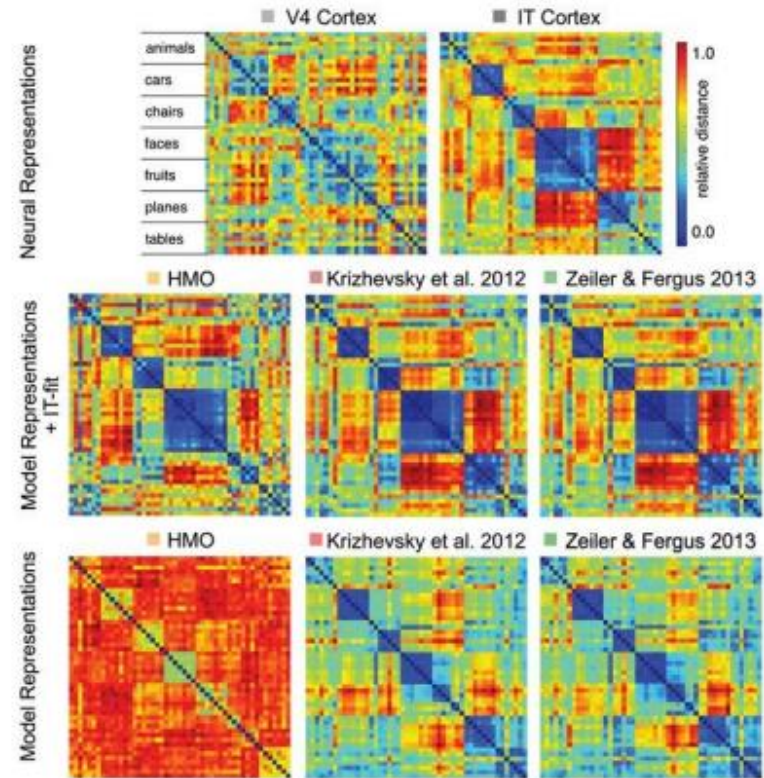 V4 Cortex
IT Cortex
Neural Representations
animals
cars
chairs
faces
fruits
planes
tables
1.0
relative distance
0.0
Model Representations
+ IT-fit
HMO
Krizhevsky et al. 2012
Zeiler & Fergus 2013
Model Representations
HMO
Krizhevsky et al. 2012
Zeiler & Fergus 2013